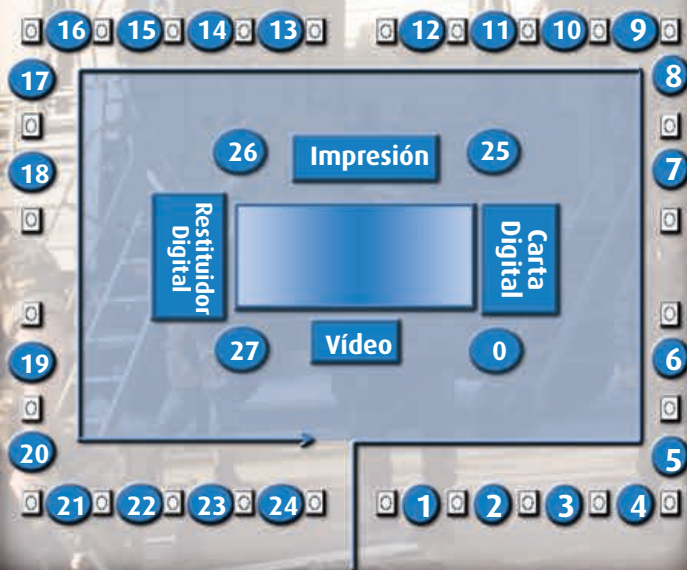 16 15 14 13 12 11 10 9
17 8
26 Impresión 25
18 7
Restituidor
Digital
Carta
Digital
27 Vídeo 0
19 6
20 5
21 22 23 24 1 2 3 4